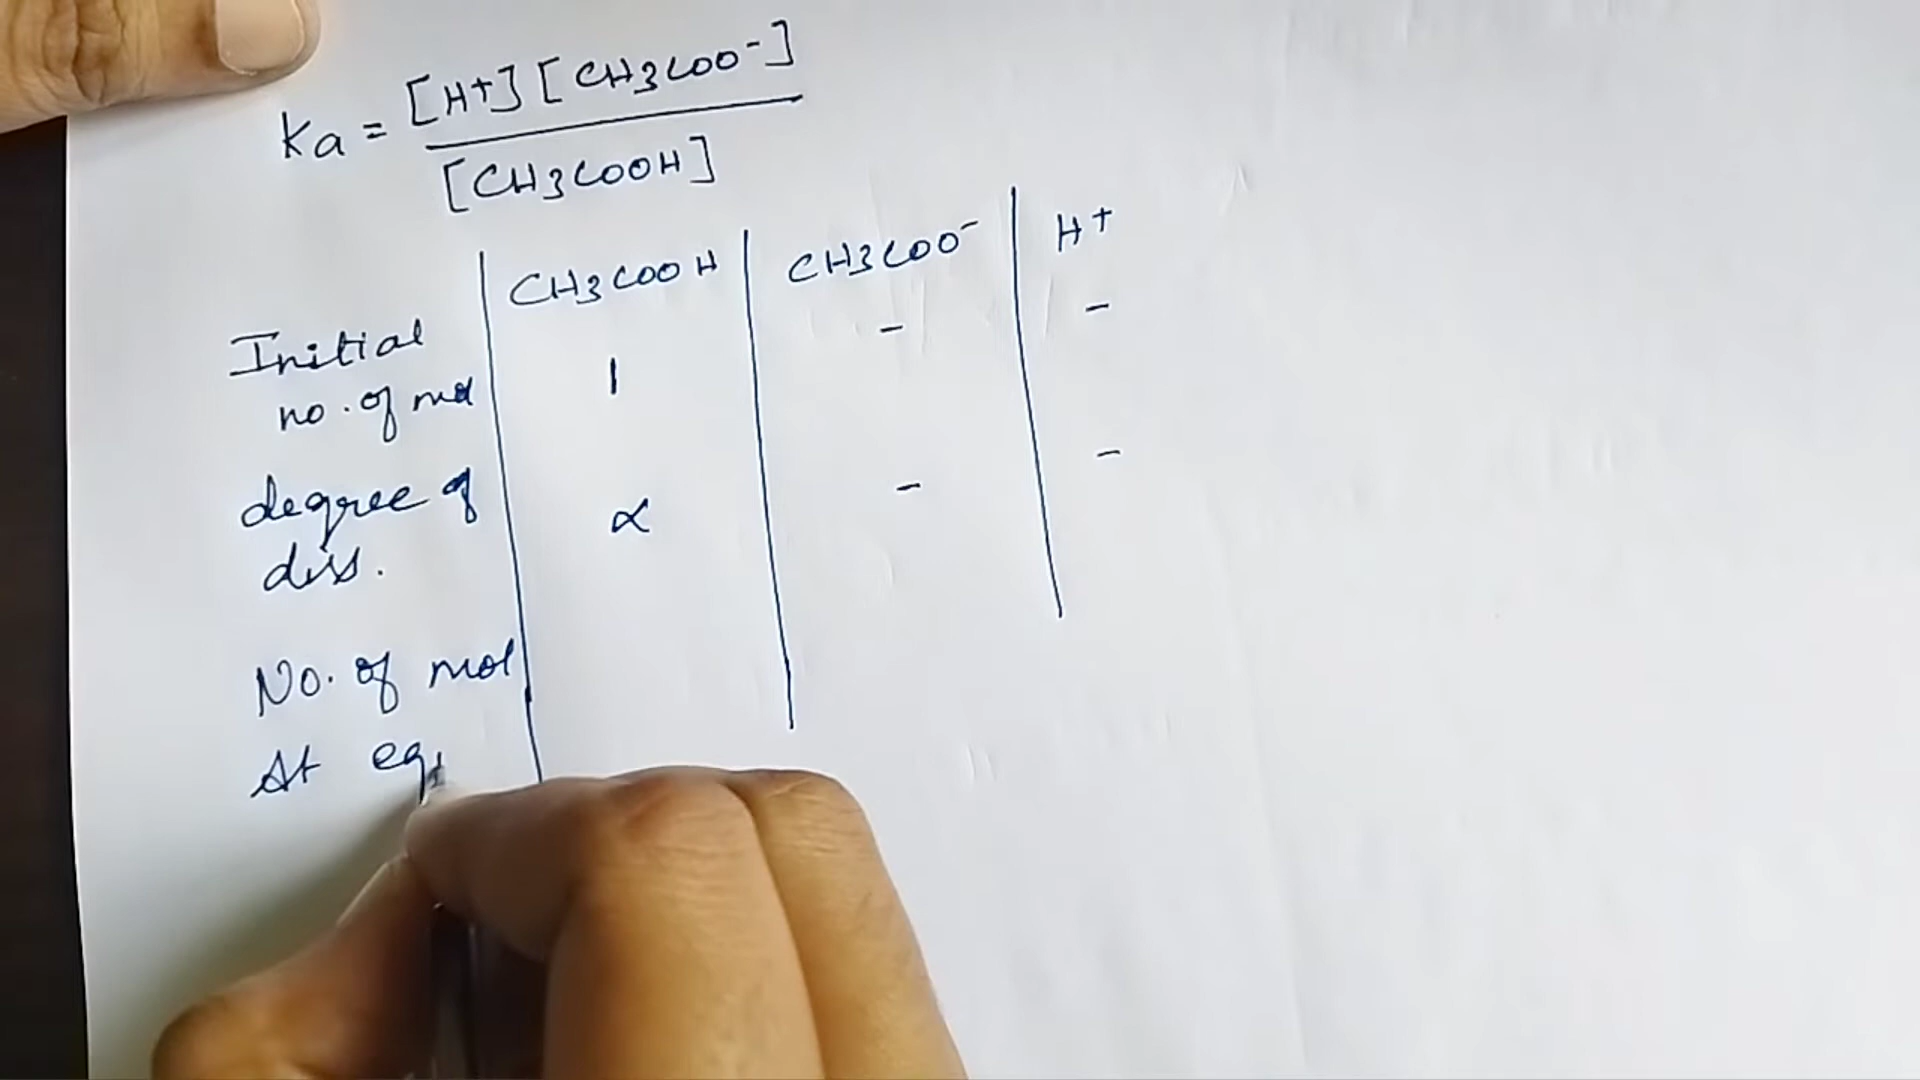 Ka = [H+] [CH3COO-]
[CH3COOH]
CH3COOH CH3COO- H+
Initial - -
no. of mol 1
degree of α - -
diss.
No. of mol
At eq